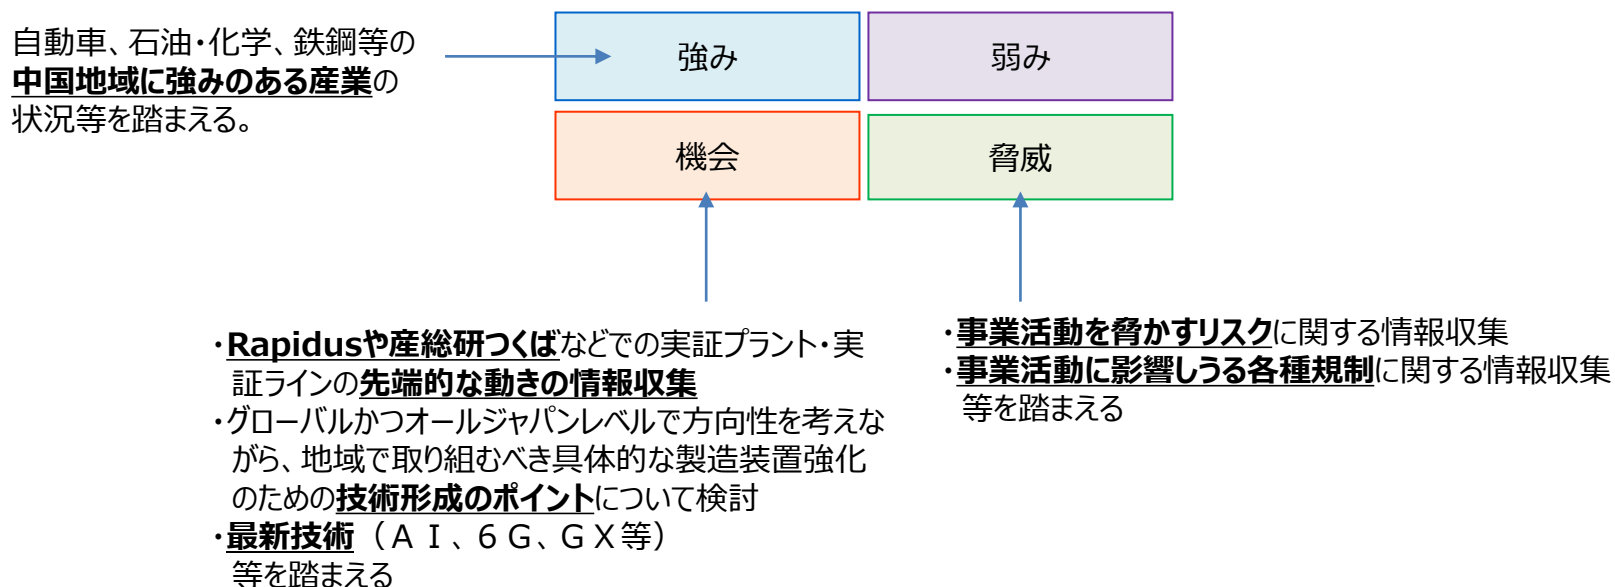 自動車、石油・化学、鉄鋼等の
中国地域に強みのある産業の
状況等を踏まえる。
強み
弱み
機会
脅威
・Rapidusや産総研つくばなどでの実証プラント・実
証ラインの先端的な動きの情報収集
・グローバルかつオールジャパンレベルで方向性を考えな
がら、地域で取り組むべき具体的な製造装置強化
のための技術形成のポイントについて検討
・最新技術（ＡＩ、６Ｇ、ＧＸ等）
等を踏まえる
・事業活動を脅かすリスクに関する情報収集
・事業活動に影響しうる各種規制に関する情報収集
等を踏まえる